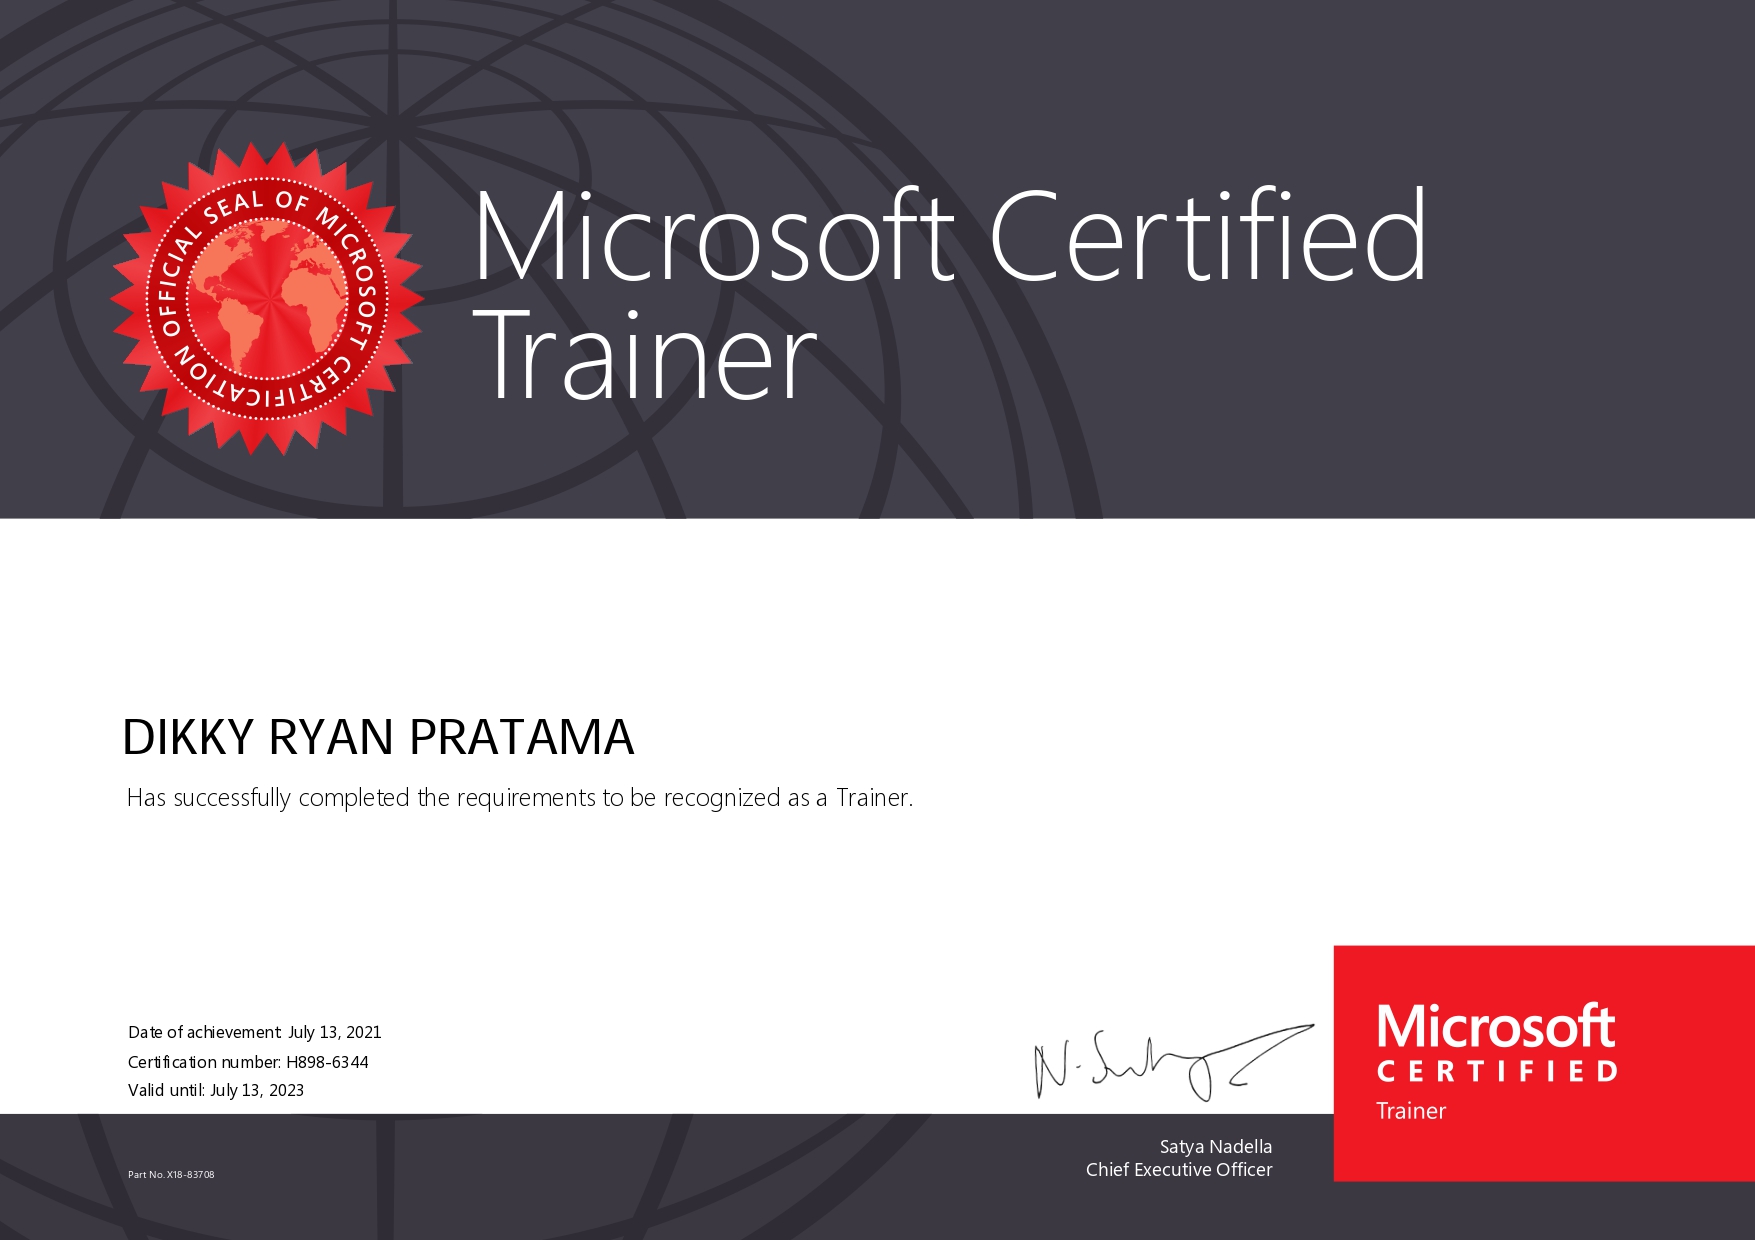 OFFICIAL SEAL OF MICROSOFT CERTIFICATION
Microsoft Certified
Trainer
DIKKY RYAN PRATAMA
Has successfully completed the requirements to be recognized as a Trainer.
Date of achievement: July 13, 2021
Certification number: H898-6344
Valid until: July 13, 2023
Part No. X18-83708
Satya Nadella
Chief Executive Officer
Microsoft
CERTIFIED
Trainer